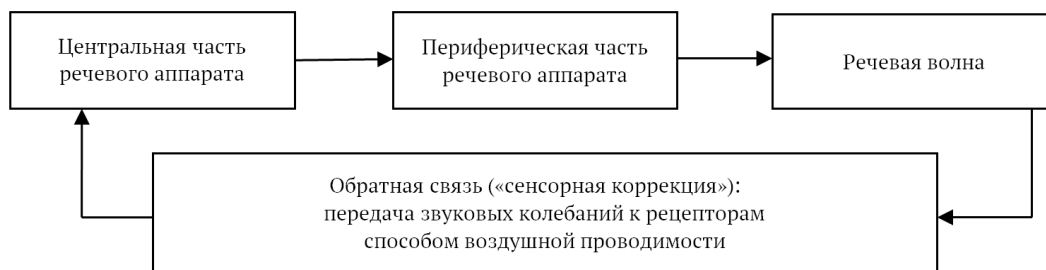 Центральная часть
речевого аппарата
Периферическая часть
речевого аппарата
Речевая волна
Обратная связь («сенсорная коррекция»):
передача звуковых колебаний к рецепторам
способом воздушной проводимости